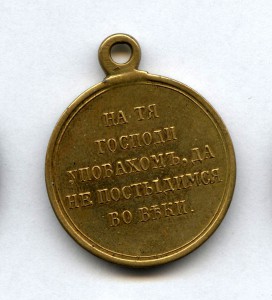 НА ТЯ
ГОСПОДИ
УПОВАХОМЪ, ДА
НЕ ПОСТЫДИМСЯ
ВО ВѢКИ.